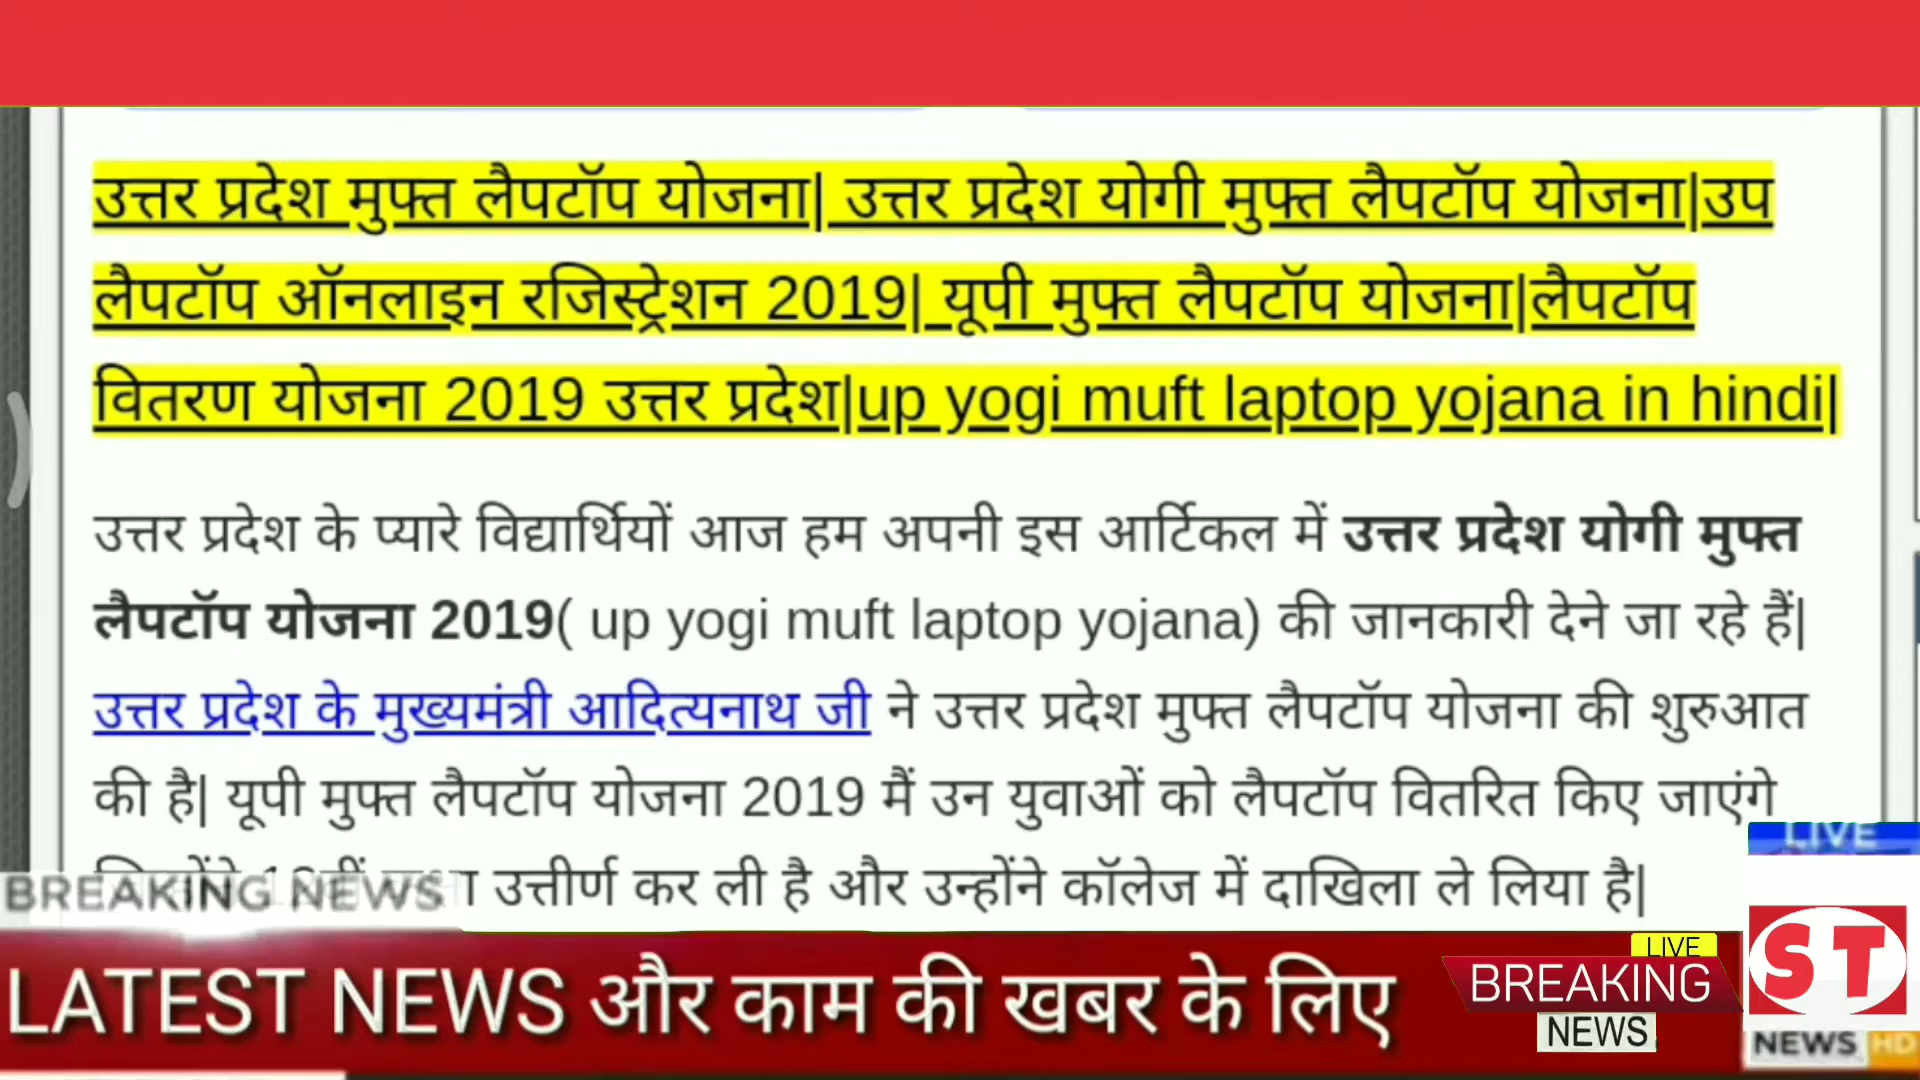 उत्तर प्रदेश मुफ्त लैपटॉप योजना| उत्तर प्रदेश योगी मुफ्त लैपटॉप योजना|उप
लैपटॉप ऑनलाइन रजिस्ट्रेशन 2019| यूपी मुफ्त लैपटॉप योजना|लैपटॉप
वितरण योजना 2019 उत्तर प्रदेश|up yogi muft laptop yojana in hindi|
उत्तर प्रदेश के प्यारे विद्यार्थियों आज हम अपनी इस आर्टिकल में उत्तर प्रदेश योगी मुफ्त
लैपटॉप योजना 2019( up yogi muft laptop yojana) की जानकारी देने जा रहे हैं|
उत्तर प्रदेश के मुख्यमंत्री आदित्यनाथ जी ने उत्तर प्रदेश मुफ्त लैपटॉप योजना की शुरुआत
की है| यूपी मुफ्त लैपटॉप योजना 2019 मैं उन युवाओं को लैपटॉप वितरित किए जाएंगे
उत्तीर्ण कर ली है और उन्होंने कॉलेज में दाखिला ले लिया है|
LIVE
BREAKING NEWS
LATEST NEWS और काम की खबर के लिए
LIVE
BREAKING
NEWS
ST
NEWS HD